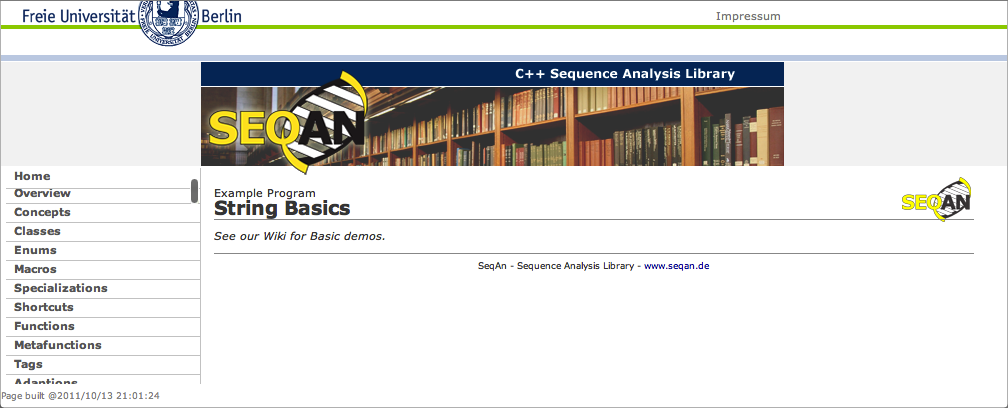 Freie Universität Berlin
Impressum
C++ Sequence Analysis Library
SEQAN
Home
Overview
Concepts
Classes
Enums
Macros
Specializations
Shortcuts
Functions
Metafunctions
Tags
Adaptions
Page built @2011/10/13 21:01:24
Example Program
String Basics
SEQAN
See our Wiki for Basic demos.
SeqAn - Sequence Analysis Library - www.seqan.de